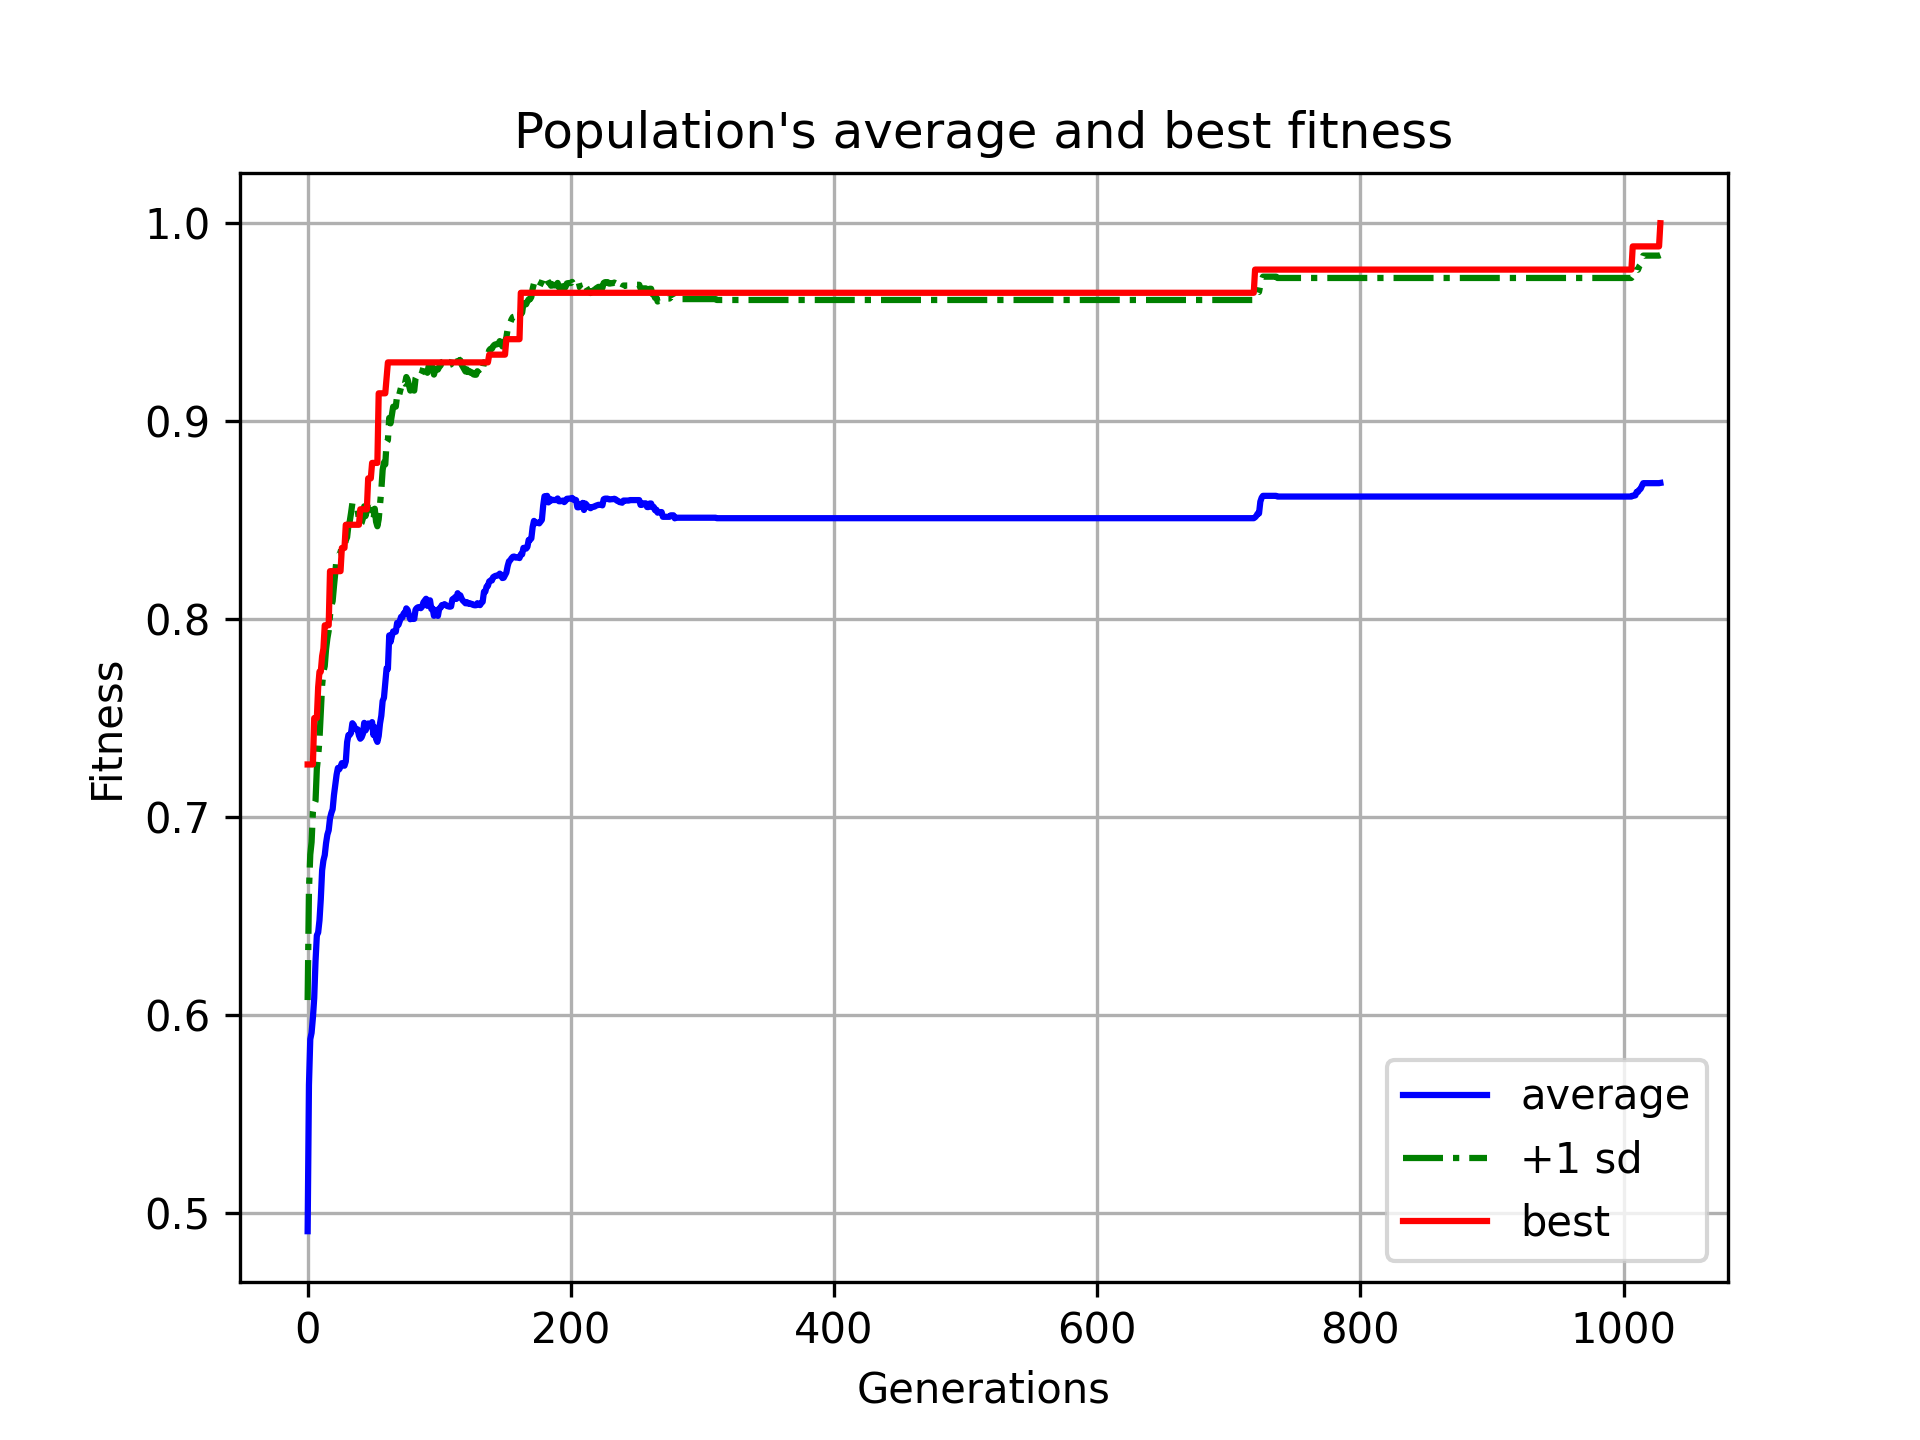 Population's average and best fitness
1.0
0.9
0.8
0.7
0.6
0.5
Fitness
average
+1 sd
best
0 200 400 600 800 1000
Generations